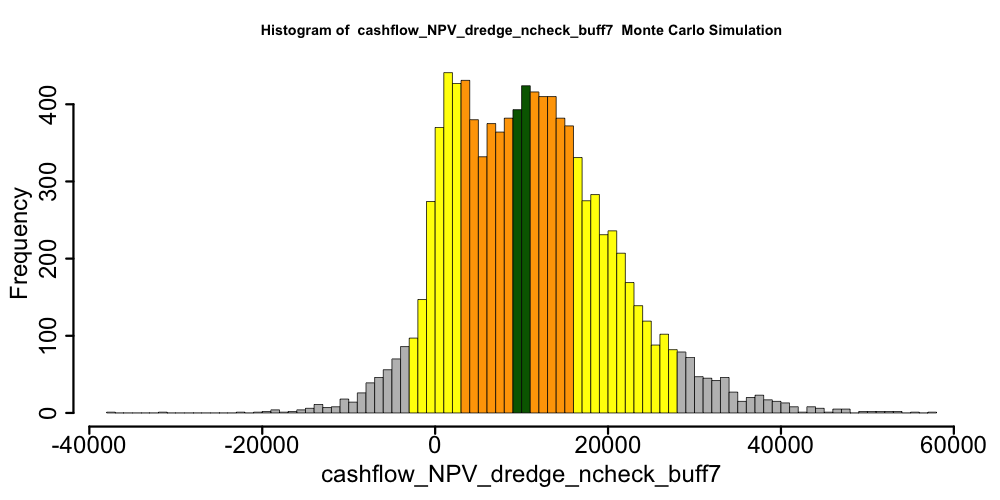 Histogram of cashflow_NPV_dredge_ncheck_buff7 Monte Carlo Simulation
Frequency
400
300
200
100
0
-40000 -20000 0 20000 40000 60000
cashflow_NPV_dredge_ncheck_buff7